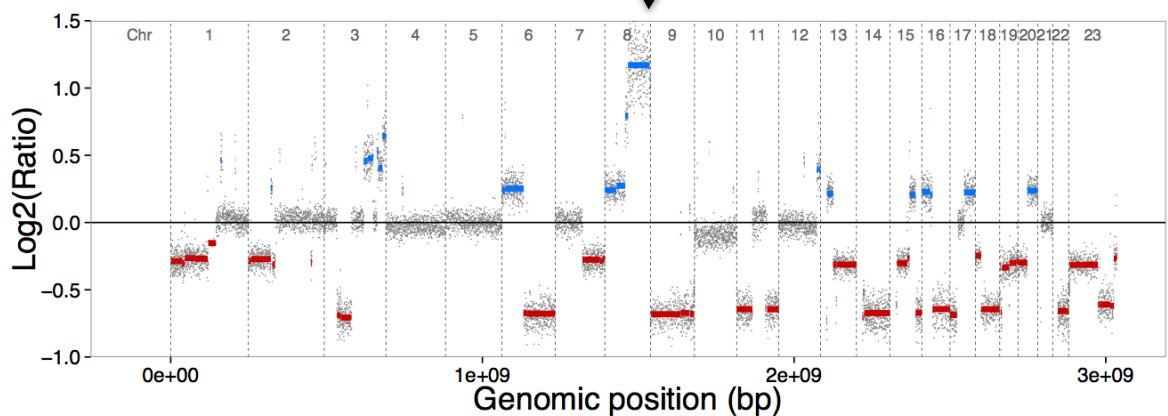 Chr 1 2 3 4 5 6 7 8 9 10 11 12 13 14 15 16 17 18 19 20 21 22 23
1.5
1.0
0.5
0.0
−0.5
−1.0
Log2(Ratio)
0e+00 1e+09 2e+09 3e+09
Genomic position (bp)